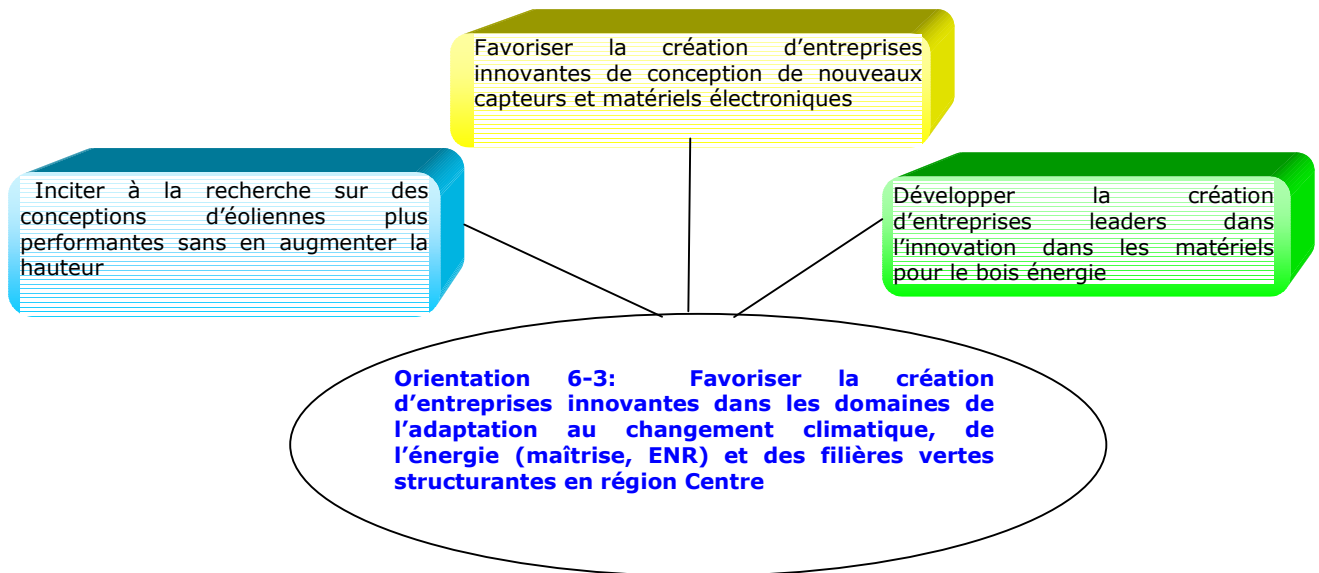 Favoriser la création d'entreprises
innovantes de conception de nouveaux
capteurs et matériels électroniques
Inciter à la recherche sur des
conceptions d'éoliennes plus
performantes sans en augmenter la
hauteur
Développer la création
d'entreprises leaders dans
l'innovation dans les matériels
pour le bois énergie
Orientation 6-3: Favoriser la création
d'entreprises innovantes dans les domaines de
l'adaptation au changement climatique, de
l'énergie (maîtrise, ENR) et des filières vertes
structurantes en région Centre